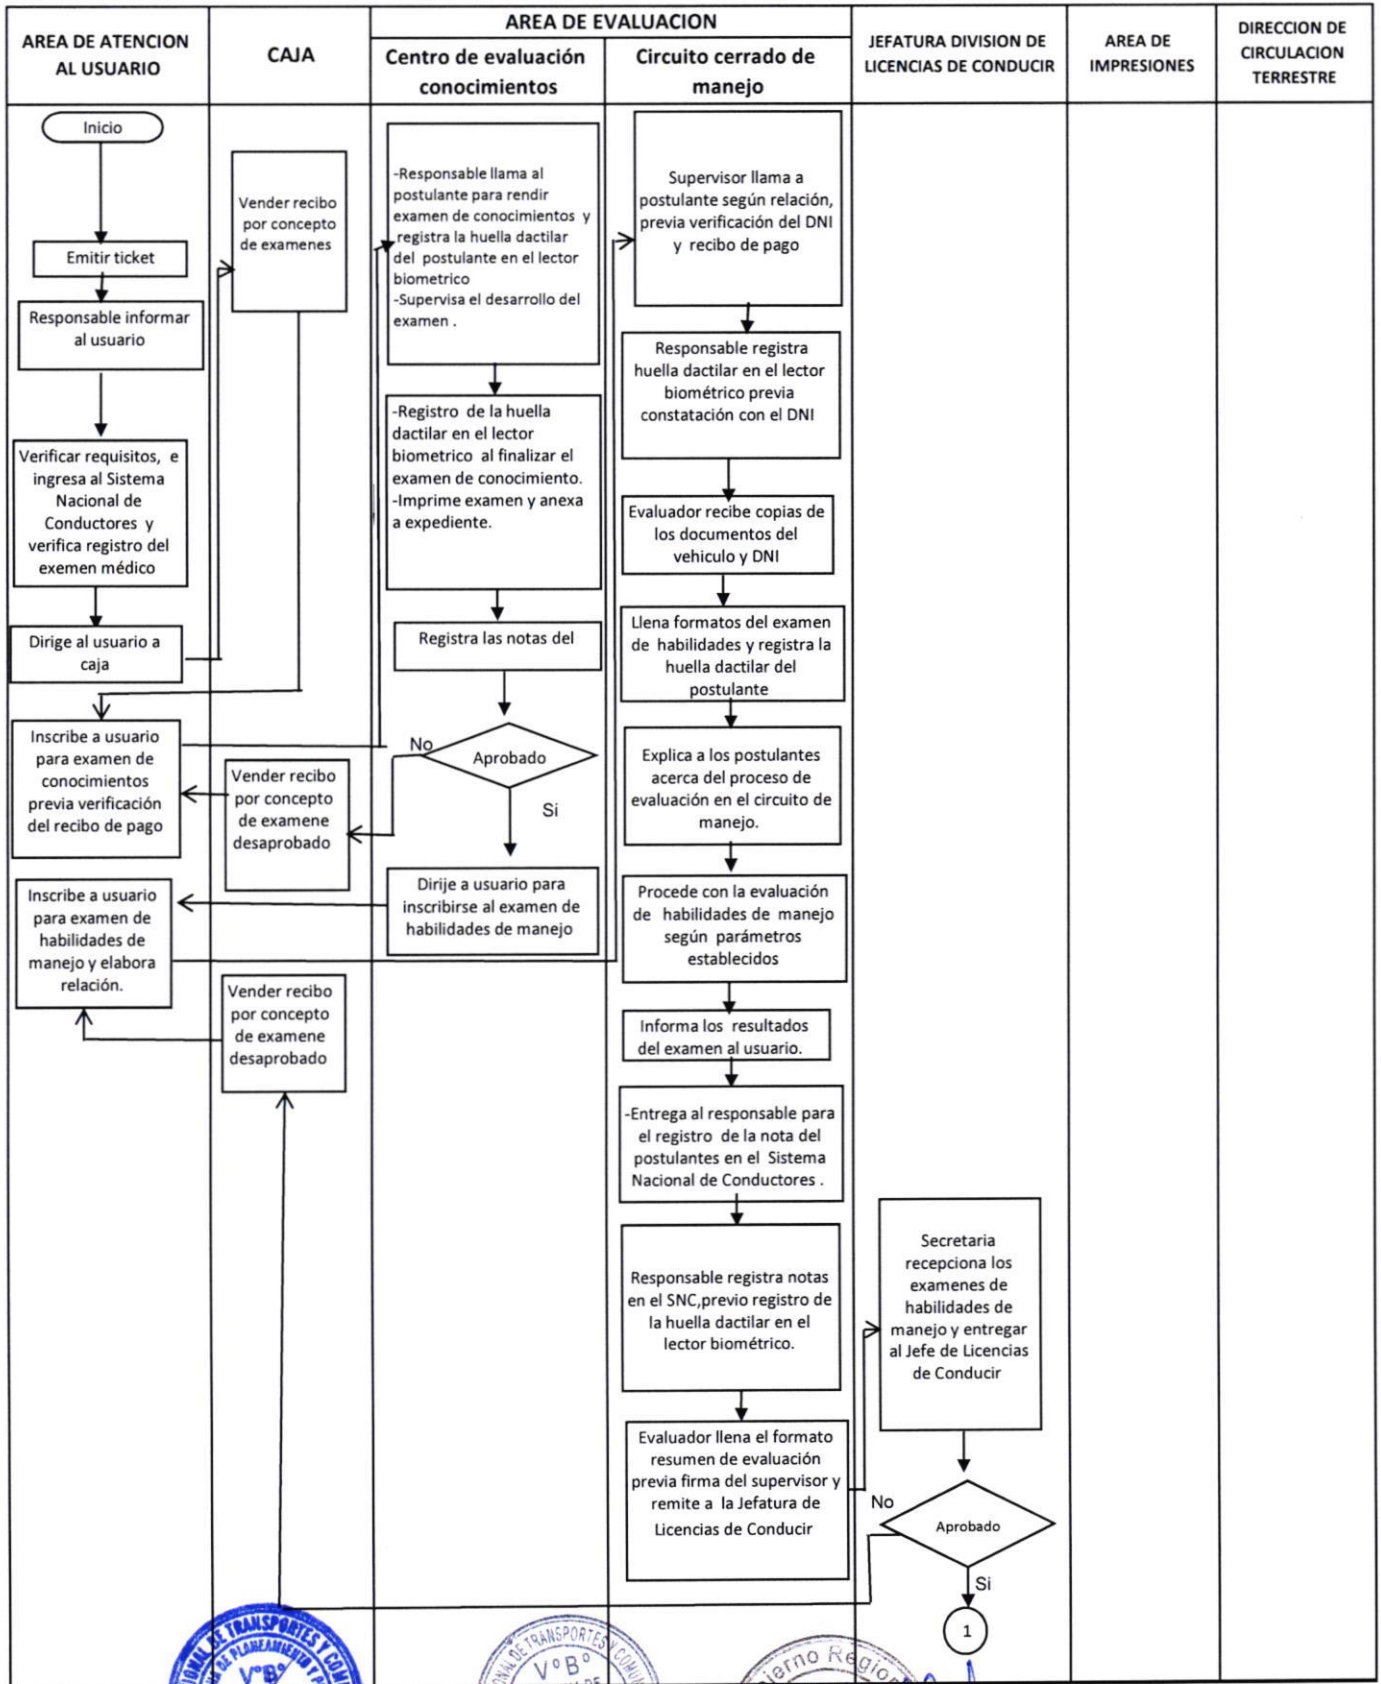 AREA DE ATENCION
AL USUARIO
CAJA
AREA DE EVALUACION
Centro de evaluación
conocimientos
Circuito cerrado de
manejo
JEFATURA DIVISION DE
LICENCIAS DE CONDUCIR
AREA DE
IMPRESIONES
DIRECCION DE
CIRCULACION
TERRESTRE
Inicio
Emitir ticket
Responsable informar
al usuario
Verificar requisitos, e
ingresa al Sistema
Nacional de
Conductores y
verifica registro del
exemen médico
Dirige al usuario a
caja
Inscribe a usuario
para examen de
conocimientos
previa verificación
del recibo de pago
Inscribe a usuario
para examen de
habilidades de
manejo y elabora
relación.
Vender recibo
por concepto
de examenes
Vender recibo
por concepto
de examene
desaprobado
Vender recibo
por concepto
de examene
desaprobado
-Responsable llama al
postulante para rendir
examen de conocimientos y
registra la huella dactilar
del postulante en el lector
biometrico
-Supervisa el desarrollo del
examen .
-Registro de la huella
dactilar en el lector
biometrico al finalizar el
examen de conocimiento.
-Imprime examen y anexa
a expediente.
Registra las notas del
No
Aprobado
Si
Dirije a usuario para
inscribirse al examen de
habilidades de manejo
Supervisor llama a
postulante según relación,
previa verificación del DNI
y recibo de pago
Responsable registra
huella dactilar en el lector
biométrico previa
constatación con el DNI
Evaluador recibe copias de
los documentos del
vehiculo y DNI
Llena formatos del examen
de habilidades y registra la
huella dactilar del
postulante
Explica a los postulantes
acerca del proceso de
evaluación en el circuito de
manejo.
Procede con la evaluación
de habilidades de manejo
según parámetros
establecidos
Informa los resultados
del examen al usuario.
-Entrega al responsable para
el registro de la nota del
postulantes en el Sistema
Nacional de Conductores .
Responsable registra notas
en el SNC,previo registro de
la huella dactilar en el
lector biométrico.
Evaluador llena el formato
resumen de evaluación
previa firma del supervisor y
remite a la Jefatura de
Licencias de Conducir
Secretaria
recepciona los
examenes de
habilidades de
manejo y entregar
al Jefe de Licencias
de Conducir
No
Aprobado
Si
1
DE TRANSPORTES Y
DE PLANEAMIENTO Y
V°B°
DE TRANSPORTES Y
V°B°